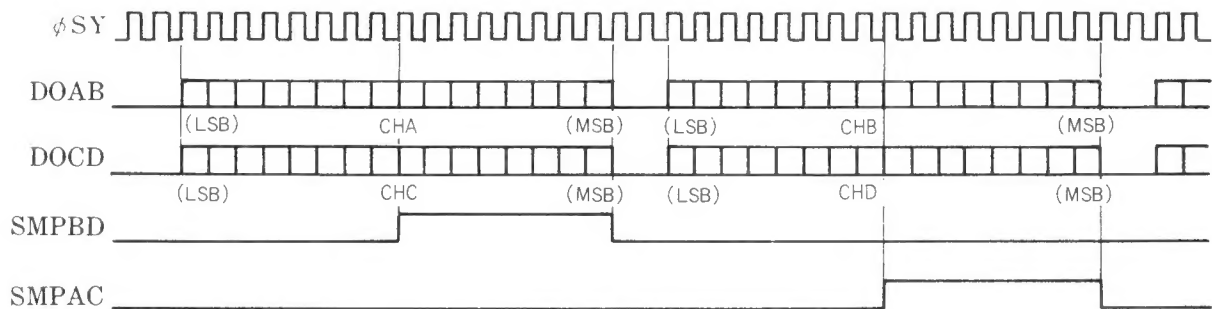 φSY
DOAB
(LSB) CHA (MSB) (LSB) CHB (MSB)
DOCD
(LSB) CHC (MSB) (LSB) CHD (MSB)
SMPBD
SMPAC